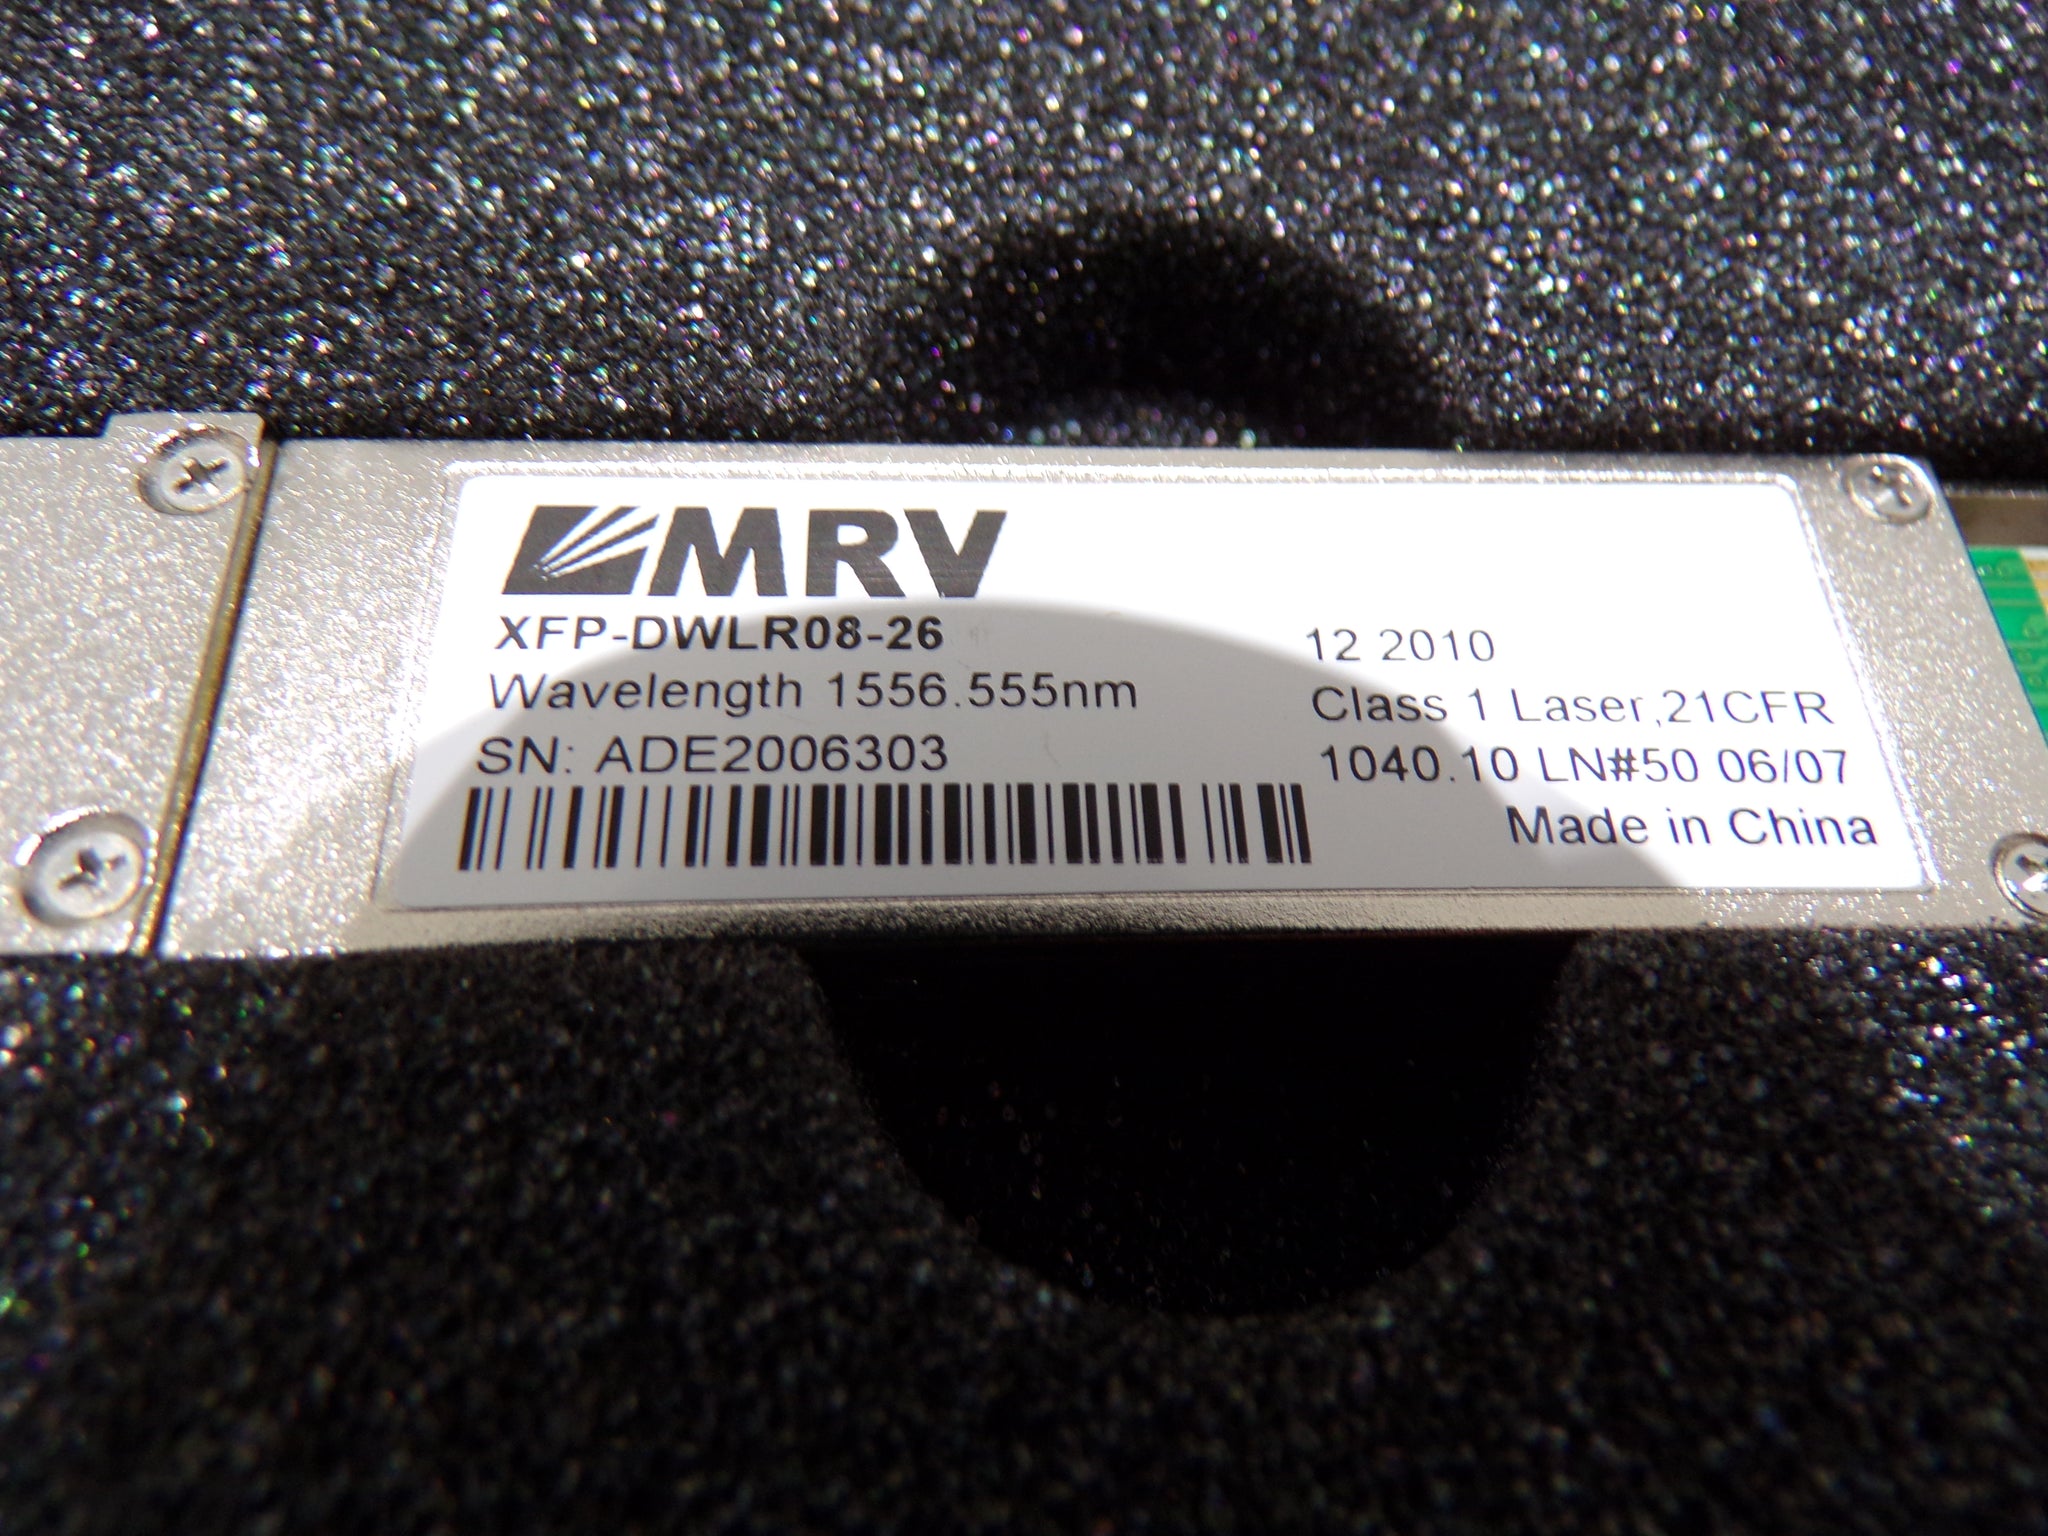 MRV
XFP-DWLR08-26
Wavelength 1556.555nm
SN: ADE2006303
12 2010
Class 1 Laser,21CFR
1040.10 LN#50 06/07
Made in China